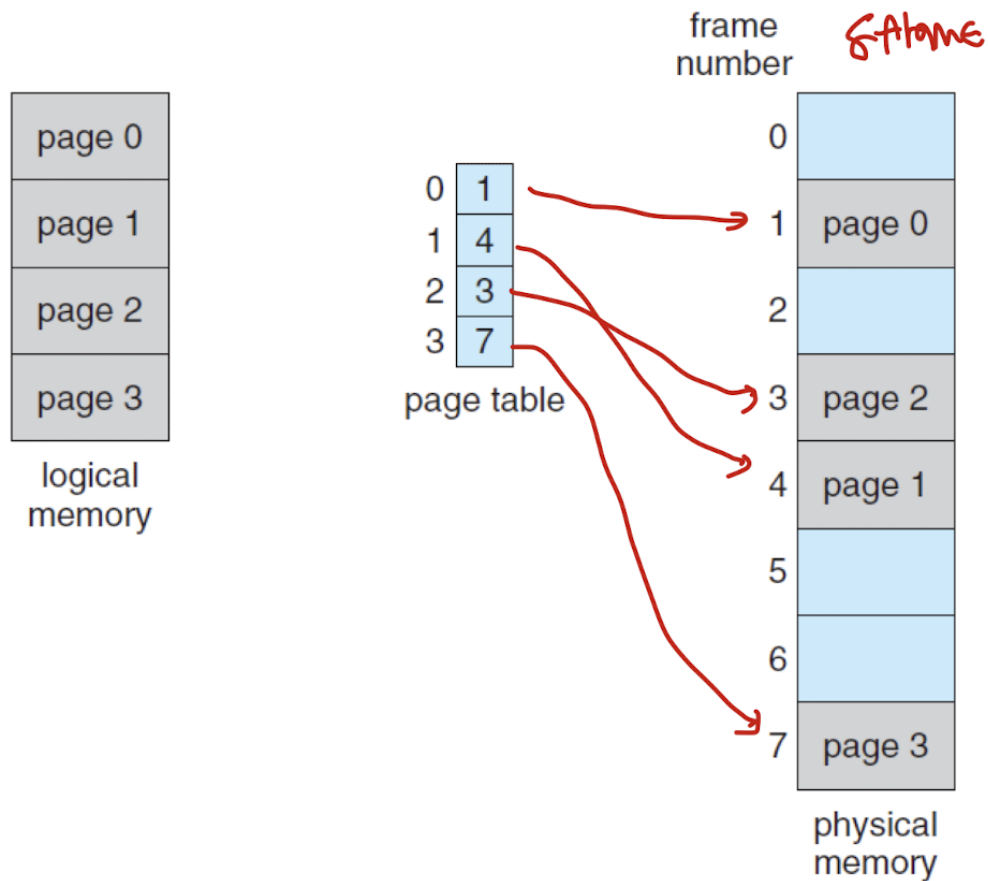 frame
number
page 0
page 1
page 2
page 3
logical
memory
0 1
1 4
2 3
3 7
page table
0
1 page 0
2
3 page 2
4 page 1
5
6
7 page 3
physical
memory